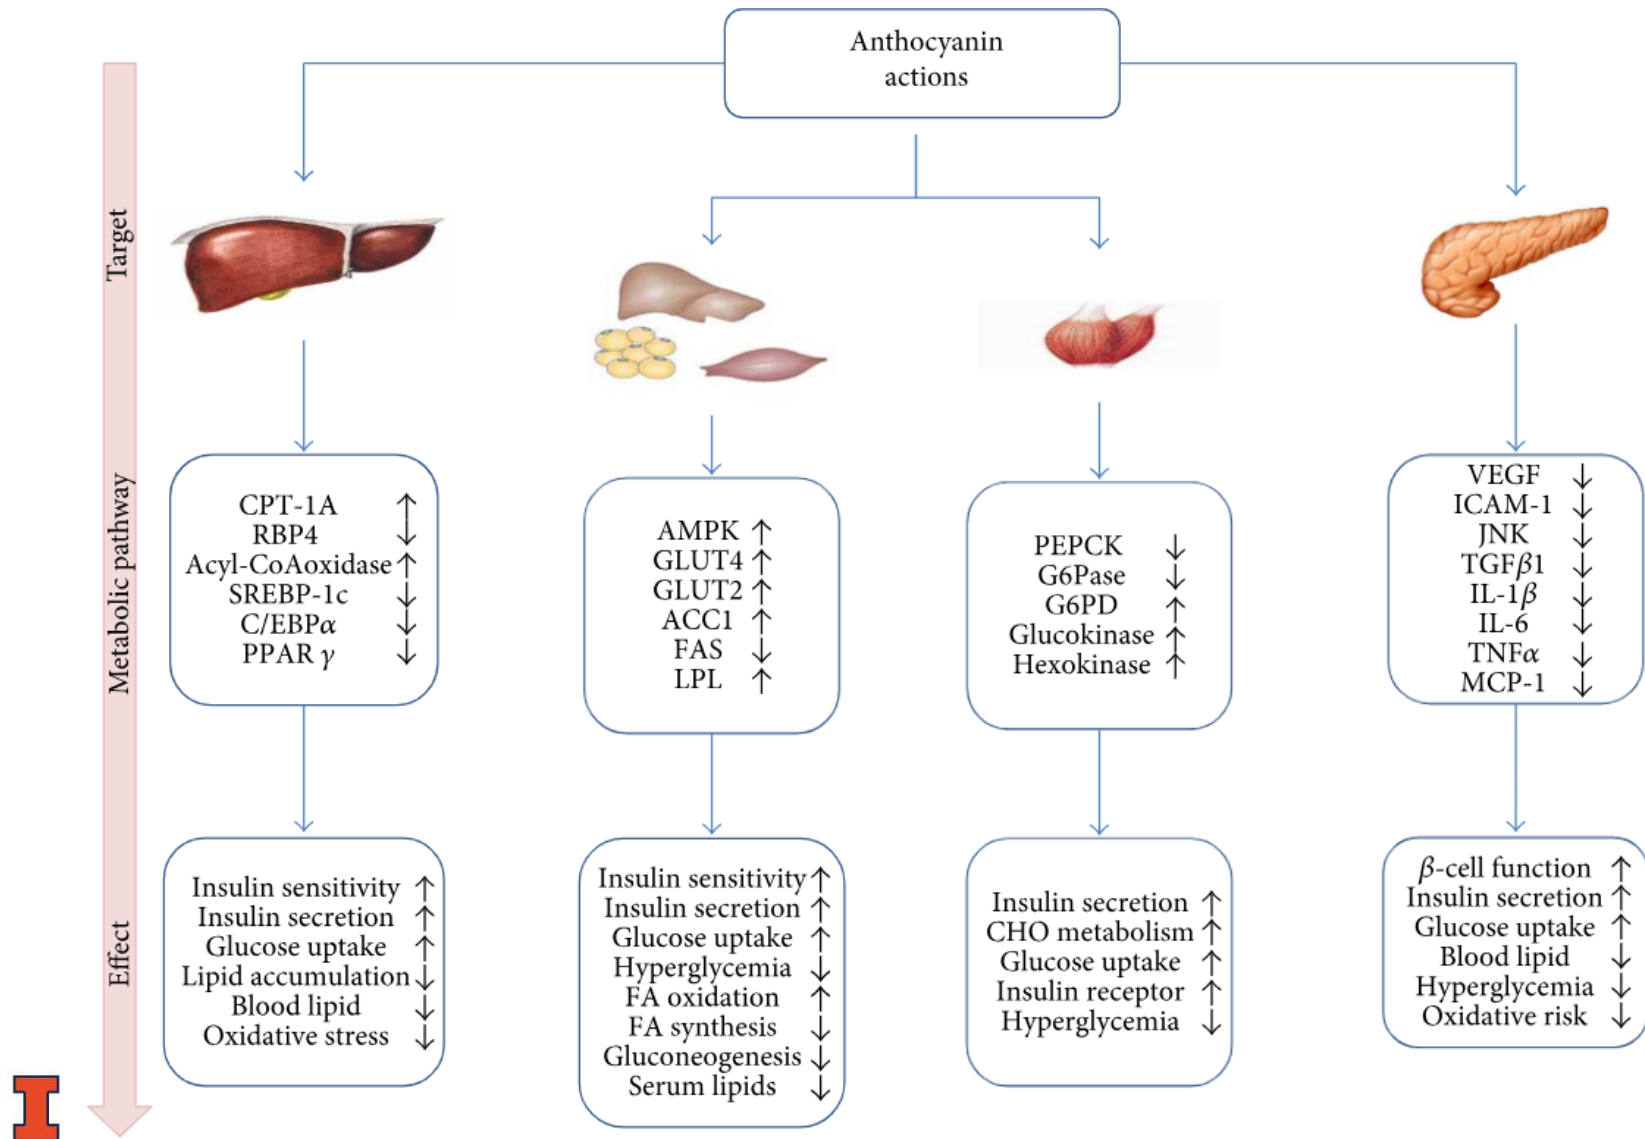 Anthocyanin
actions
Target
Metabolic pathway
Effect
CPT-1A ↑
RBP4 ↓
Acyl-CoAoxidase ↑
SREBP-1c ↓
C/EBPα ↓
PPAR γ ↓
AMPK ↑
GLUT4 ↑
GLUT2 ↑
ACC1 ↑
FAS ↓
LPL ↑
PEPCK ↓
G6Pase ↓
G6PD ↑
Glucokinase ↑
Hexokinase ↑
VEGF ↓
ICAM-1 ↓
JNK ↓
TGFβ1 ↓
IL-1β ↓
IL-6 ↓
TNFα ↓
MCP-1 ↓
Insulin sensitivity ↑
Insulin secretion ↑
Glucose uptake ↑
Lipid accumulation ↓
Blood lipid ↓
Oxidative stress ↓
Insulin sensitivity ↑
Insulin secretion ↑
Glucose uptake ↑
Hyperglycemia ↓
FA oxidation ↑
FA synthesis ↓
Gluconeogenesis ↓
Serum lipids ↓
Insulin secretion ↑
CHO metabolism ↑
Glucose uptake ↑
Insulin receptor ↑
Hyperglycemia ↓
β-cell function ↑
Insulin secretion ↑
Glucose uptake ↑
Blood lipid ↓
Hyperglycemia ↓
Oxidative risk ↓
I